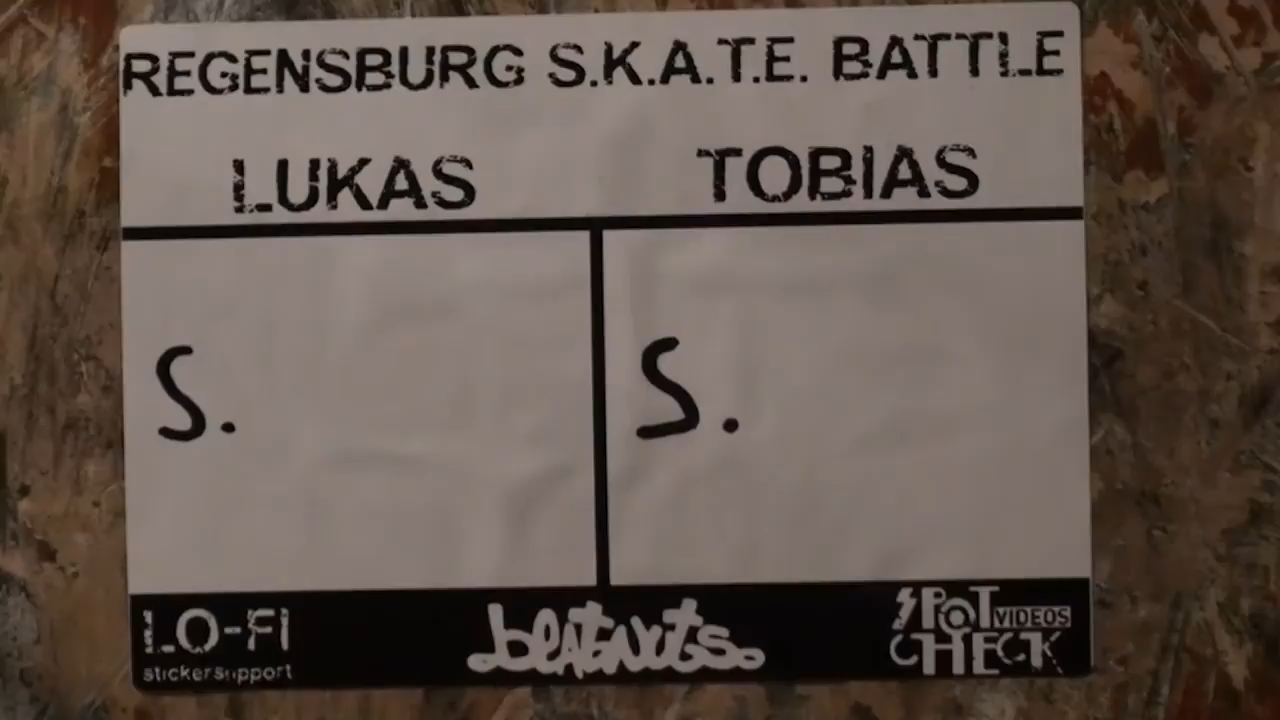 REGENSBURG S.K.A.T.E. BATTLE
LUKAS TOBIAS
S. S.
LO-FI
stickersupport
beatnuts.
SPOT VIDEOS
CHECK